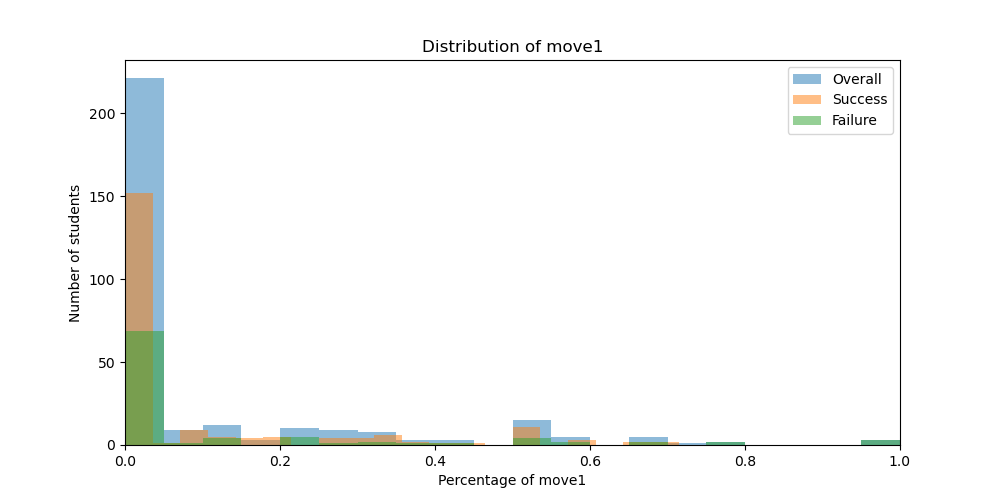 Distribution of move1
Overall
Success
Failure
Number of students
200
150
100
50
0
0.0 0.2 0.4 0.6 0.8 1.0
Percentage of move1